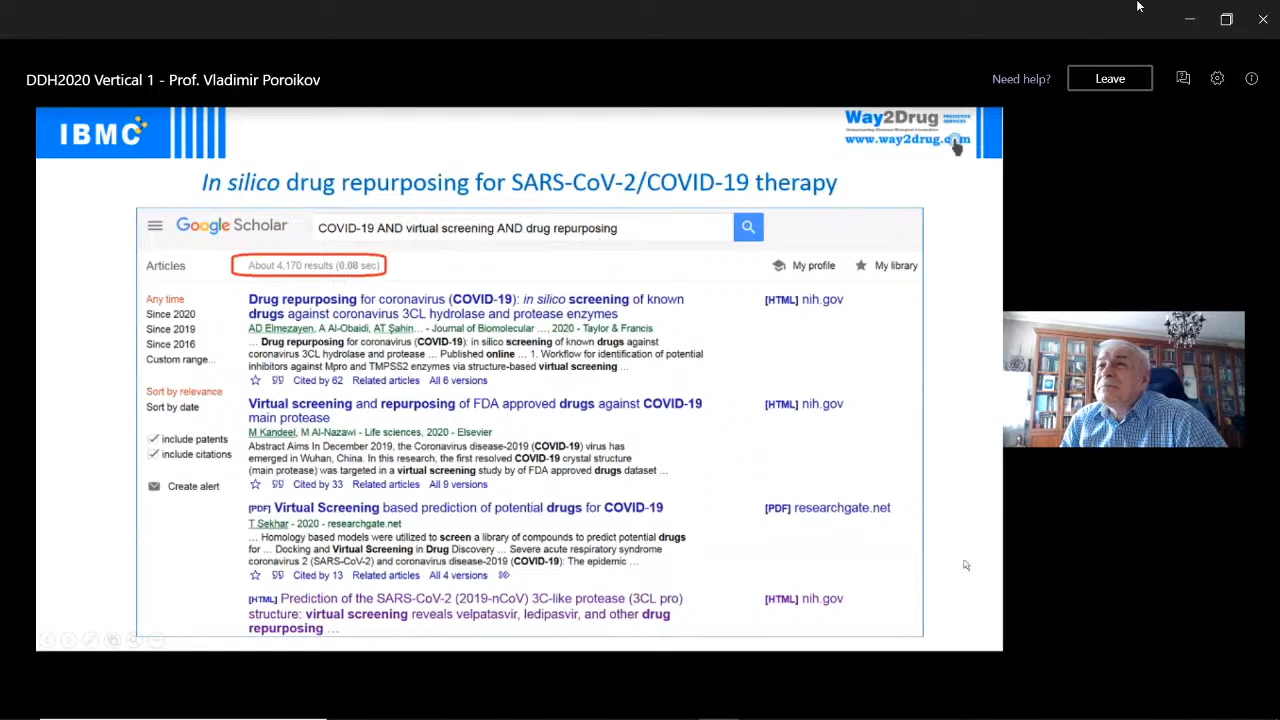 DDH2020 Vertical 1 - Prof. Vladimir Poroikov
Need help?
Leave
IBMC
Way2Drug PREDICTIVE SERVICES
www.way2drug.com
In silico drug repurposing for SARS-CoV-2/COVID-19 therapy
Google Scholar
COVID-19 AND virtual screening AND drug repurposing
Articles
About 4,170 results (0.08 sec)
My profile
My library
Any time
Since 2020
Since 2019
Since 2016
Custom range...
Sort by relevance
Sort by date
include patents
include citations
Create alert
Drug repurposing for coronavirus (COVID-19): in silico screening of known
drugs against coronavirus 3CL hydrolase and protease enzymes
[HTML] nih.gov
AD Elmezayen, A Al-Obaidi, AT Şahin... - Journal of Biomolecular ..., 2020 - Taylor & Francis
... Drug repurposing for coronavirus (COVID-19): in silico screening of known drugs against
coronavirus 3CL hydrolase and protease ... Published online ... 1. Workflow for identification of potential
inhibitors against Mpro and TMPSS2 enzymes via structure-based virtual screening ...
Cited by 62 Related articles All 6 versions
Virtual screening and repurposing of FDA approved drugs against COVID-19
main protease
[HTML] nih.gov
M Kandeel, M Al-Nazawi - Life sciences, 2020 - Elsevier
Abstract Aims In December 2019, the Coronavirus disease-2019 (COVID-19) virus has
emerged in Wuhan, China. In this research, the first resolved COVID-19 crystal structure
(main protease) was targeted in a virtual screening study by of FDA approved drugs dataset ...
Cited by 33 Related articles All 9 versions
[PDF] Virtual Screening based prediction of potential drugs for COVID-19
[PDF] researchgate.net
T Sekhar - 2020 - researchgate.net
... Homology based models were utilized to screen a library of compounds to predict potential drugs
for ... Docking and Virtual Screening in Drug Discovery ... Severe acute respiratory syndrome
coronavirus 2 (SARS-CoV-2) and coronavirus disease-2019 (COVID-19): The epidemic ...
Cited by 13 Related articles All 4 versions
[HTML] Prediction of the SARS-CoV-2 (2019-nCoV) 3C-like protease (3CL pro)
structure: virtual screening reveals velpatasvir, ledipasvir, and other drug
repurposing ...
[HTML] nih.gov